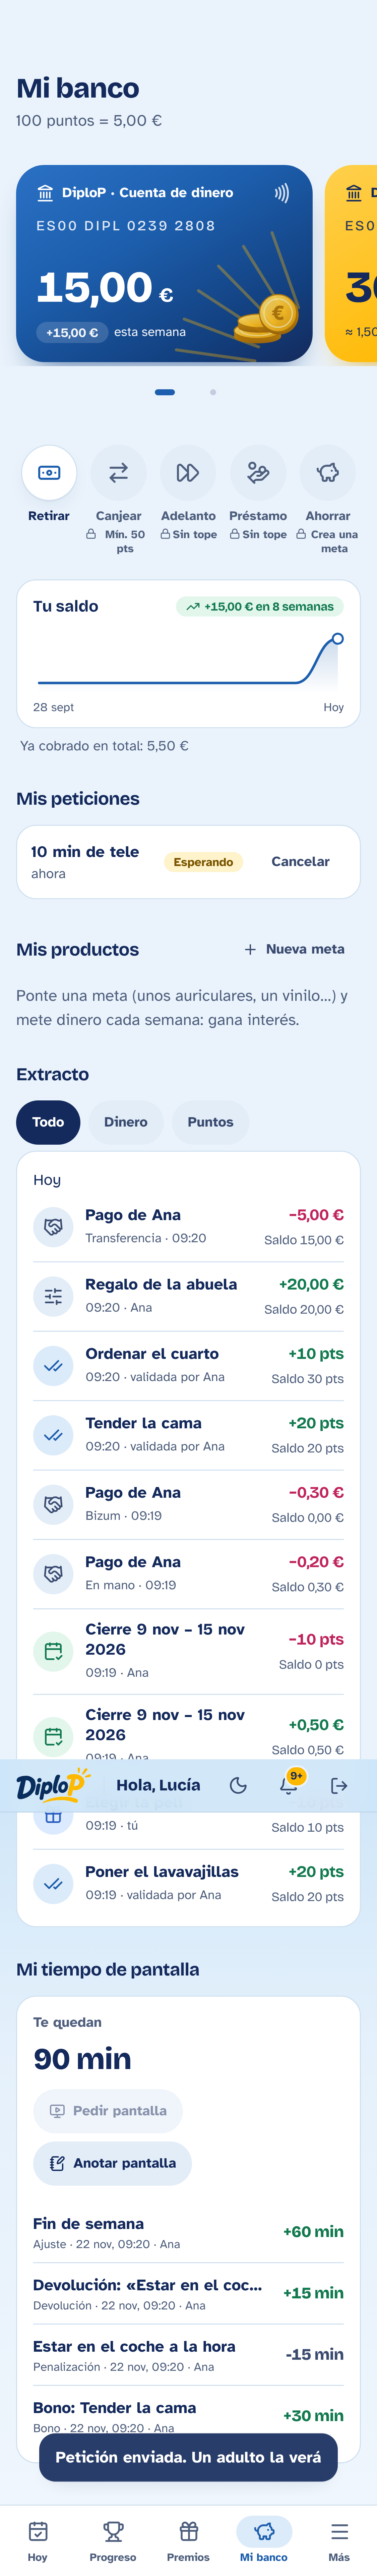 Mi banco
100 puntos = 5,00 €
DiploP · Cuenta de dinero
ES00 DIPL 0239 2808
15,00 €
+15,00 € esta semana
D
ES0
30
≈ 1,50
Retirar
Canjear
Adelanto
Préstamo
Ahorrar
Mín. 50 pts
Sin tope
Sin tope
Crea una meta
Tu saldo
+15,00 € en 8 semanas
28 sept
Hoy
Ya cobrado en total: 5,50 €
Mis peticiones
10 min de tele
ahora
Esperando
Cancelar
Mis productos
+ Nueva meta
Ponte una meta (unos auriculares, un vinilo...) y
mete dinero cada semana: gana interés.
Extracto
Todo
Dinero
Puntos
Hoy
Pago de Ana
−5,00 €
Transferencia · 09:20
Saldo 15,00 €
Regalo de la abuela
+20,00 €
09:20 · Ana
Saldo 20,00 €
Ordenar el cuarto
+10 pts
09:20 · validada por Ana
Saldo 30 pts
Tender la cama
+20 pts
09:20 · validada por Ana
Saldo 20 pts
Pago de Ana
−0,30 €
Bizum · 09:19
Saldo 0,00 €
Pago de Ana
−0,20 €
En mano · 09:19
Saldo 0,30 €
Cierre 9 nov – 15 nov
2026
−10 pts
09:19 · Ana
Saldo 0 pts
Cierre 9 nov – 15 nov
2026
+0,50 €
09:19 · Ana
Saldo 0,50 €
DiploP
Hola, Lucía
9+
09:19 · tú
Saldo 10 pts
Poner el lavavajillas
+20 pts
09:19 · validada por Ana
Saldo 20 pts
Mi tiempo de pantalla
Te quedan
90 min
Pedir pantalla
Anotar pantalla
Fin de semana
+60 min
Ajuste · 22 nov, 09:20 · Ana
Devolución: «Estar en el coc...
+15 min
Devolución · 22 nov, 09:20 · Ana
Estar en el coche a la hora
-15 min
Penalización · 22 nov, 09:20 · Ana
Bono: Tender la cama
+30 min
Bono · 22 nov, 09:20 · Ana
Petición enviada. Un adulto la verá
Hoy
Progreso
Premios
Mi banco
Más